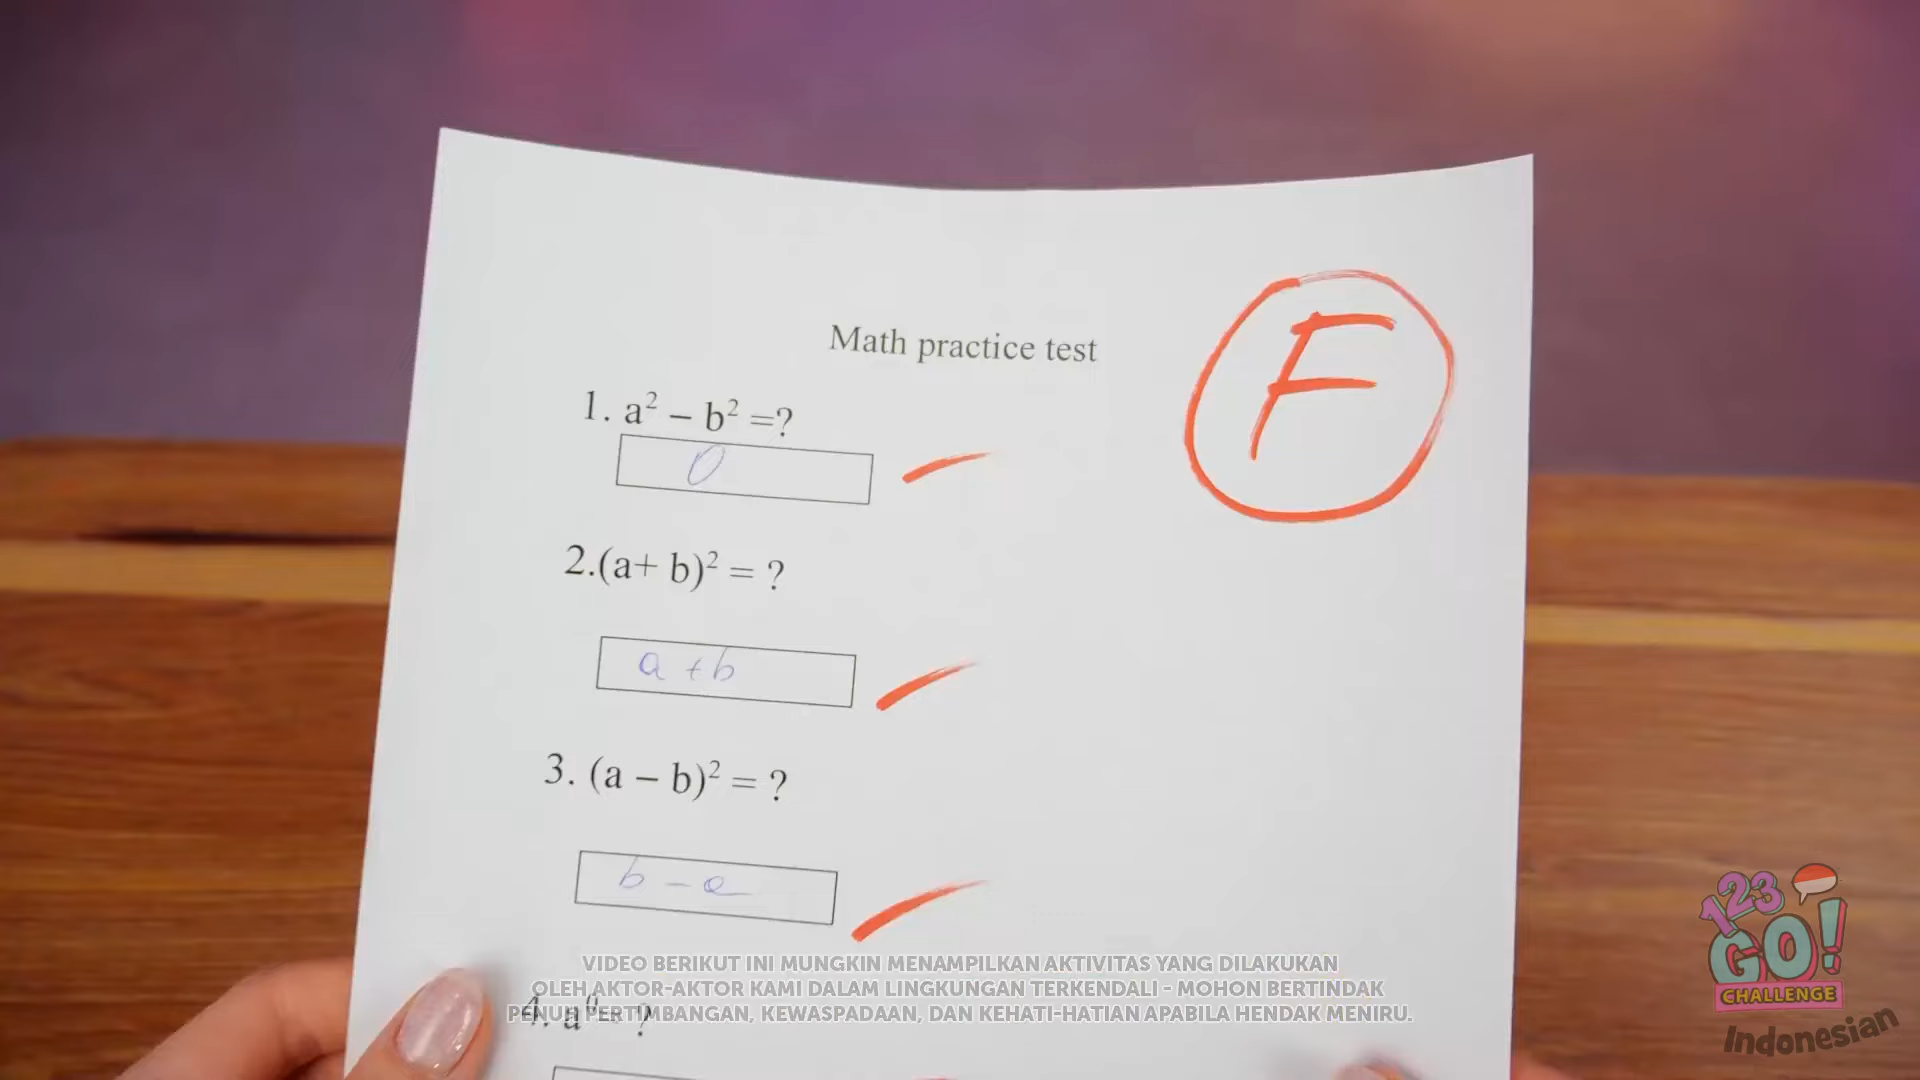 Math practice test
F
1. a² – b² =?
0
2.(a+ b)² = ?
a + b
3. (a – b)² = ?
b – a
4. a⁰= ?
VIDEO BERIKUT INI MUNGKIN MENAMPILKAN AKTIVITAS YANG DILAKUKAN
OLEH AKTOR-AKTOR KAMI DALAM LINGKUNGAN TERKENDALI - MOHON BERTINDAK
PENUH PERTIMBANGAN, KEWASPADAAN, DAN KEHATI-HATIAN APABILA HENDAK MENIRU.
123
GO!
CHALLENGE
Indonesian